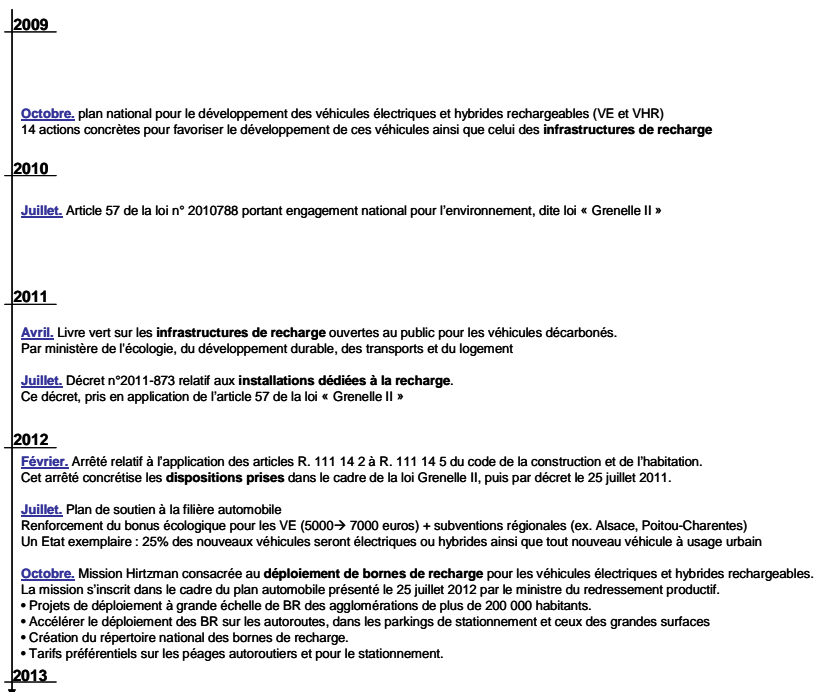 2009
Octobre. plan national pour le développement des véhicules électriques et hybrides rechargeables (VE et VHR)
14 actions concrètes pour favoriser le développement de ces véhicules ainsi que celui des infrastructures de recharge
2010
Juillet. Article 57 de la loi n° 2010788 portant engagement national pour l'environnement, dite loi « Grenelle II »
2011
Avril. Livre vert sur les infrastructures de recharge ouvertes au public pour les véhicules décarbonés.
Par ministère de l'écologie, du développement durable, des transports et du logement
Juillet. Décret n°2011-873 relatif aux installations dédiées à la recharge.
Ce décret, pris en application de l'article 57 de la loi « Grenelle II »
2012
Février. Arrêté relatif à l'application des articles R. 111 14 2 à R. 111 14 5 du code de la construction et de l'habitation.
Cet arrêté concrétise les dispositions prises dans le cadre de la loi Grenelle II, puis par décret le 25 juillet 2011.
Juillet. Plan de soutien à la filière automobile
Renforcement du bonus écologique pour les VE (5000→ 7000 euros) + subventions régionales (ex. Alsace, Poitou-Charentes)
Un Etat exemplaire : 25% des nouveaux véhicules seront électriques ou hybrides ainsi que tout nouveau véhicule à usage urbain
Octobre. Mission Hirtzman consacrée au déploiement de bornes de recharge pour les véhicules électriques et hybrides rechargeables.
La mission s'inscrit dans le cadre du plan automobile présenté le 25 juillet 2012 par le ministre du redressement productif.
• Projets de déploiement à grande échelle de BR des agglomérations de plus de 200 000 habitants.
• Accélérer le déploiement des BR sur les autoroutes, dans les parkings de stationnement et ceux des grandes surfaces
• Création du répertoire national des bornes de recharge.
• Tarifs préférentiels sur les péages autoroutiers et pour le stationnement.
2013